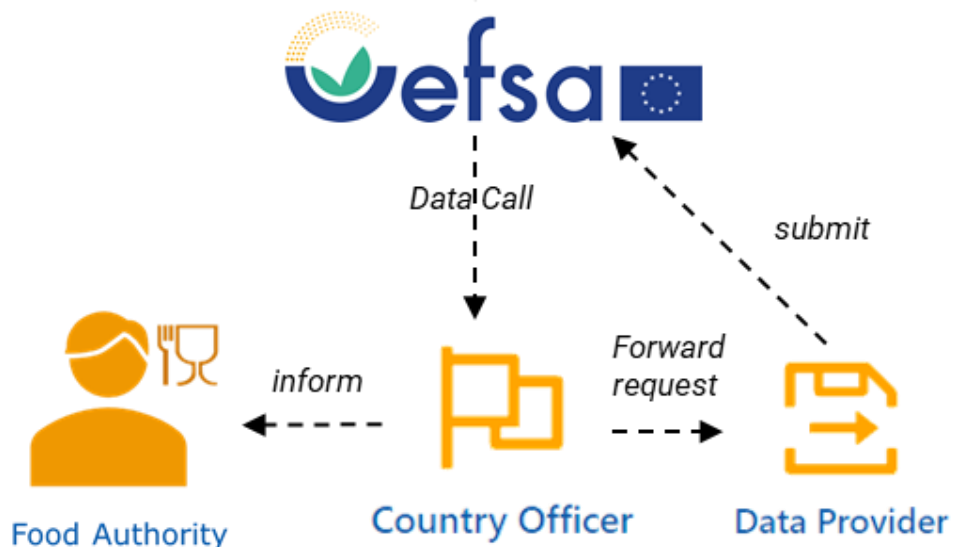 efsa
Data Call
submit
inform
Forward
request
Food Authority
Country Officer
Data Provider